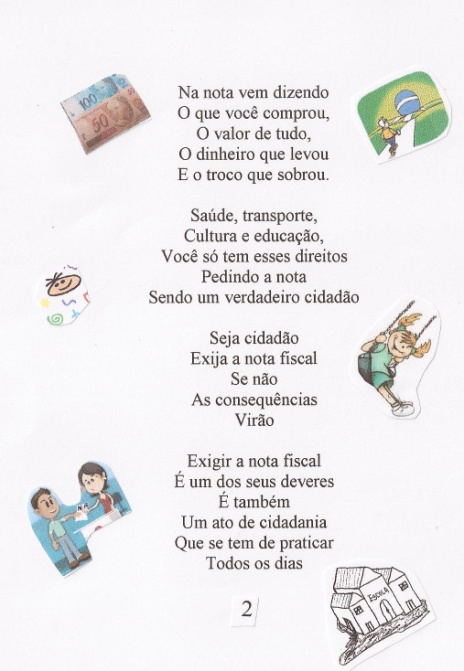 100
50
Na nota vem dizendo
O que você comprou,
O valor de tudo,
O dinheiro que levou
E o troco que sobrou.
Saúde, transporte,
Cultura e educação,
Você só tem esses direitos
Pedindo a nota
Sendo um verdadeiro cidadão
Seja cidadão
Exija a nota fiscal
Se não
As consequências
Virão
Exigir a nota fiscal
É um dos seus deveres
É também
Um ato de cidadania
Que se tem de praticar
Todos os dias
ESCOLA
2